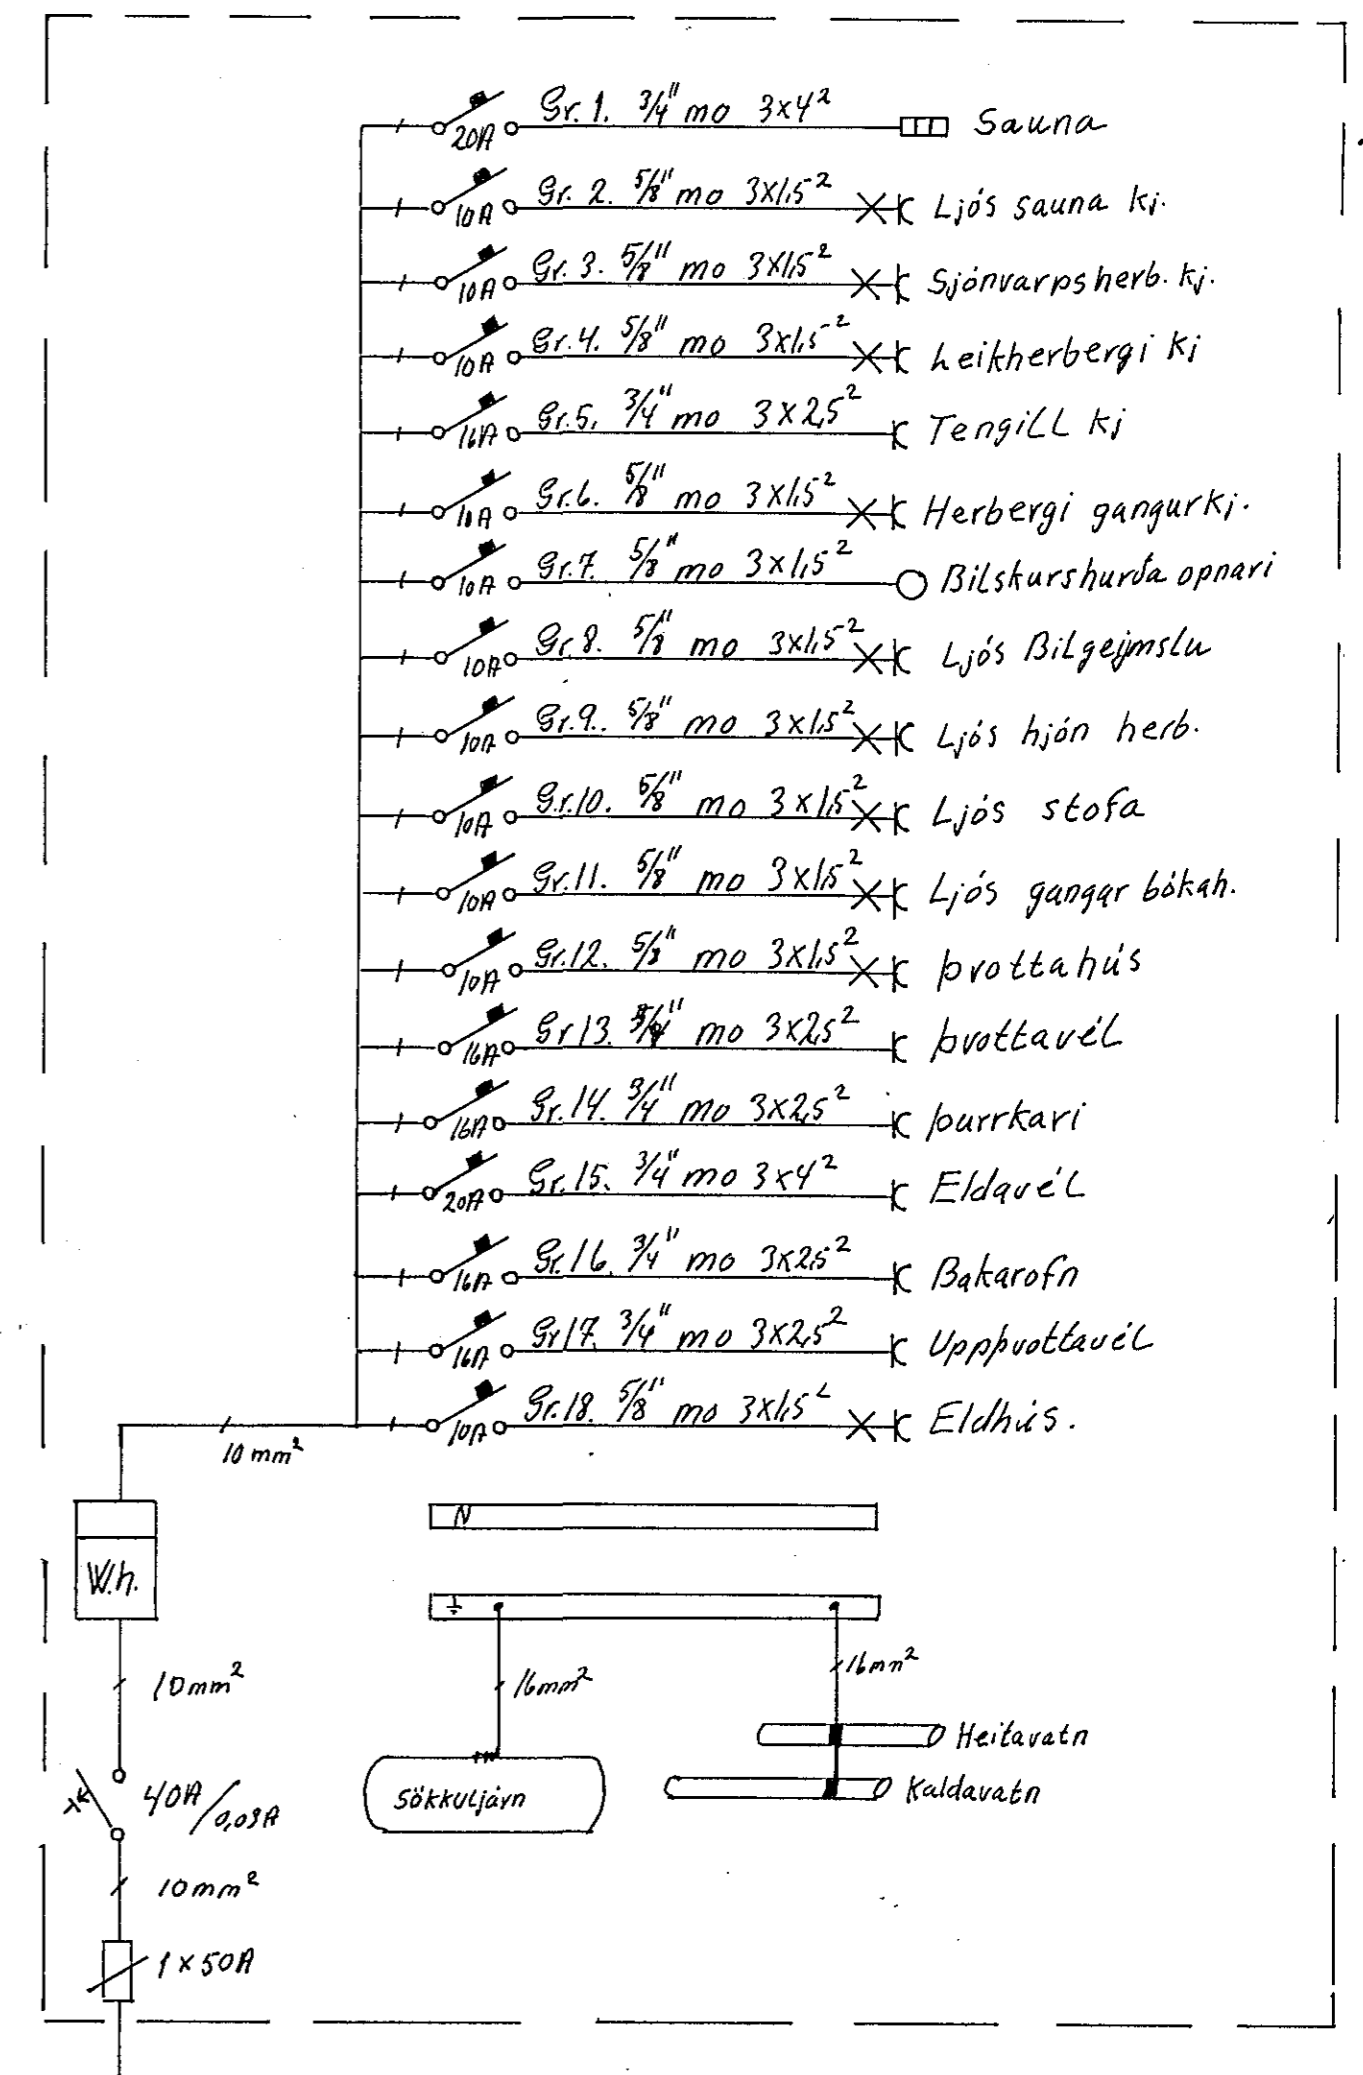 Gr. 1. 3/4" mo 3x4² Sauna
20A
Gr. 2. 5/8" mo 3x1,5² Ljós sauna kj.
10A
Gr. 3. 5/8" mo 3x1,5² Sjónvarpsherb. kj.
10A
Gr. 4. 5/8" mo 3x1,5² Leikherbergi kj
10A
Gr. 5. 3/4" mo 3x2,5² Tengill kj
16A
Gr. 6. 5/8" mo 3x1,5² Herbergi gangur kj.
10A
Gr. 7. 5/8" mo 3x1,5² Bilskurshurða opnari
10A
Gr. 8. 5/8" mo 3x1,5² Ljós Bilgeijmslu
10A
Gr. 9. 5/8" mo 3x1,5² Ljós hjón herb.
10A
Gr. 10. 5/8" mo 3x1,5² Ljós stofa
10A
Gr. 11. 5/8" mo 3x1,5² Ljós gangar bókah.
10A
Gr. 12. 5/8" mo 3x1,5² þvottahús
10A
Gr 13. 3/4" mo 3x2,5² þvottavél
16A
Gr. 14. 3/4" mo 3x2,5² þurrkari
16A
Gr. 15. 3/4" mo 3x4² Eldavél
20A
Gr. 16. 3/4" mo 3x2,5² Bakarofn
16A
Gr 17. 3/4" mo 3x2,5² Uppþvottavél
16A
Gr. 18. 5/8" mo 3x1,5² Eldhús.
10A
10 mm²
N
W.h.
10mm²
16mm²
16mm²
Heitavatn
Kaldavatn
Sökkuljárn
40A/0,03A
10mm²
1 x 50A